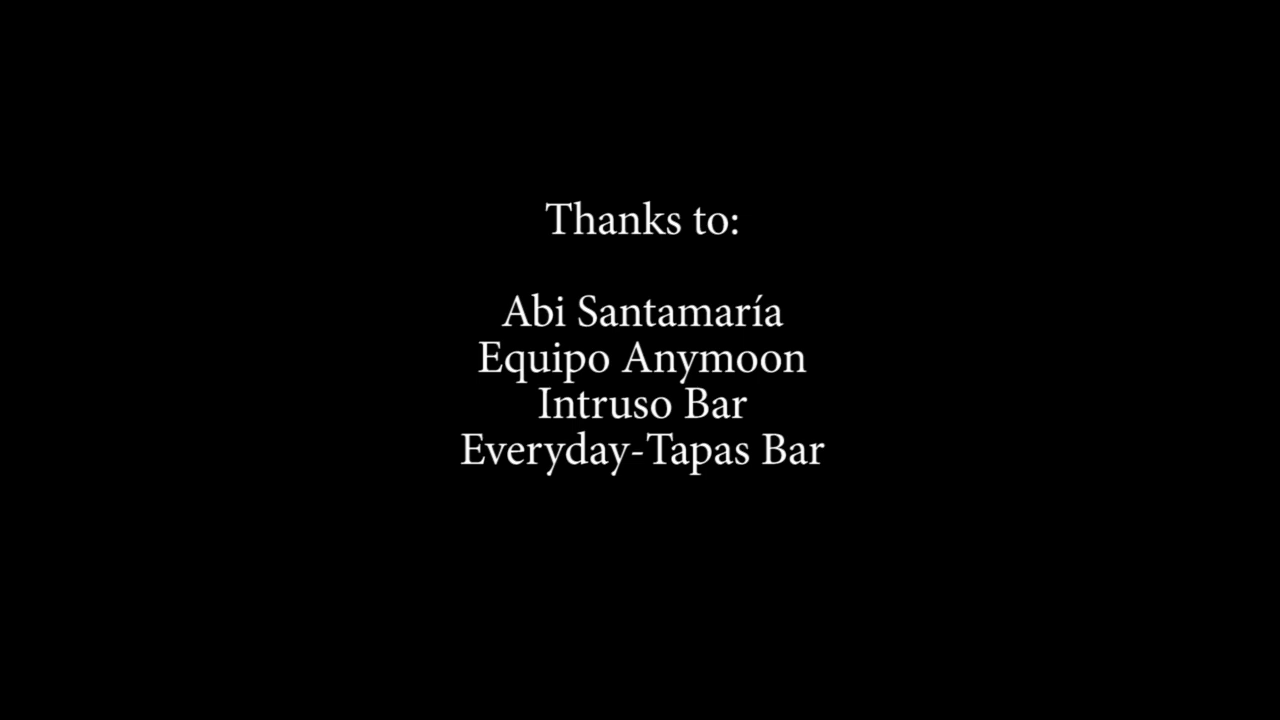 Thanks to:
Abi Santamaría
Equipo Anymoon
Intruso Bar
Everyday-Tapas Bar